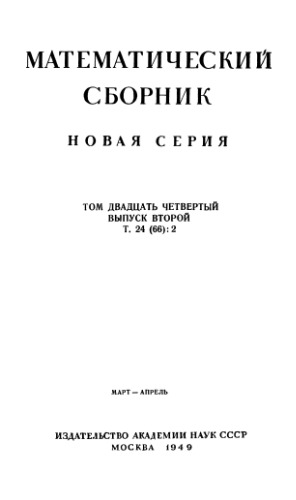 МАТЕМАТИЧЕСКИЙ
СБОРНИК
НОВАЯ СЕРИЯ
ТОМ ДВАДЦАТЬ ЧЕТВЕРТЫЙ
ВЫПУСК ВТОРОЙ
Т. 24 (66): 2
МАРТ — АПРЕЛЬ
ИЗДАТЕЛЬСТВО АКАДЕМИИ НАУК СССР
МОСКВА 1949